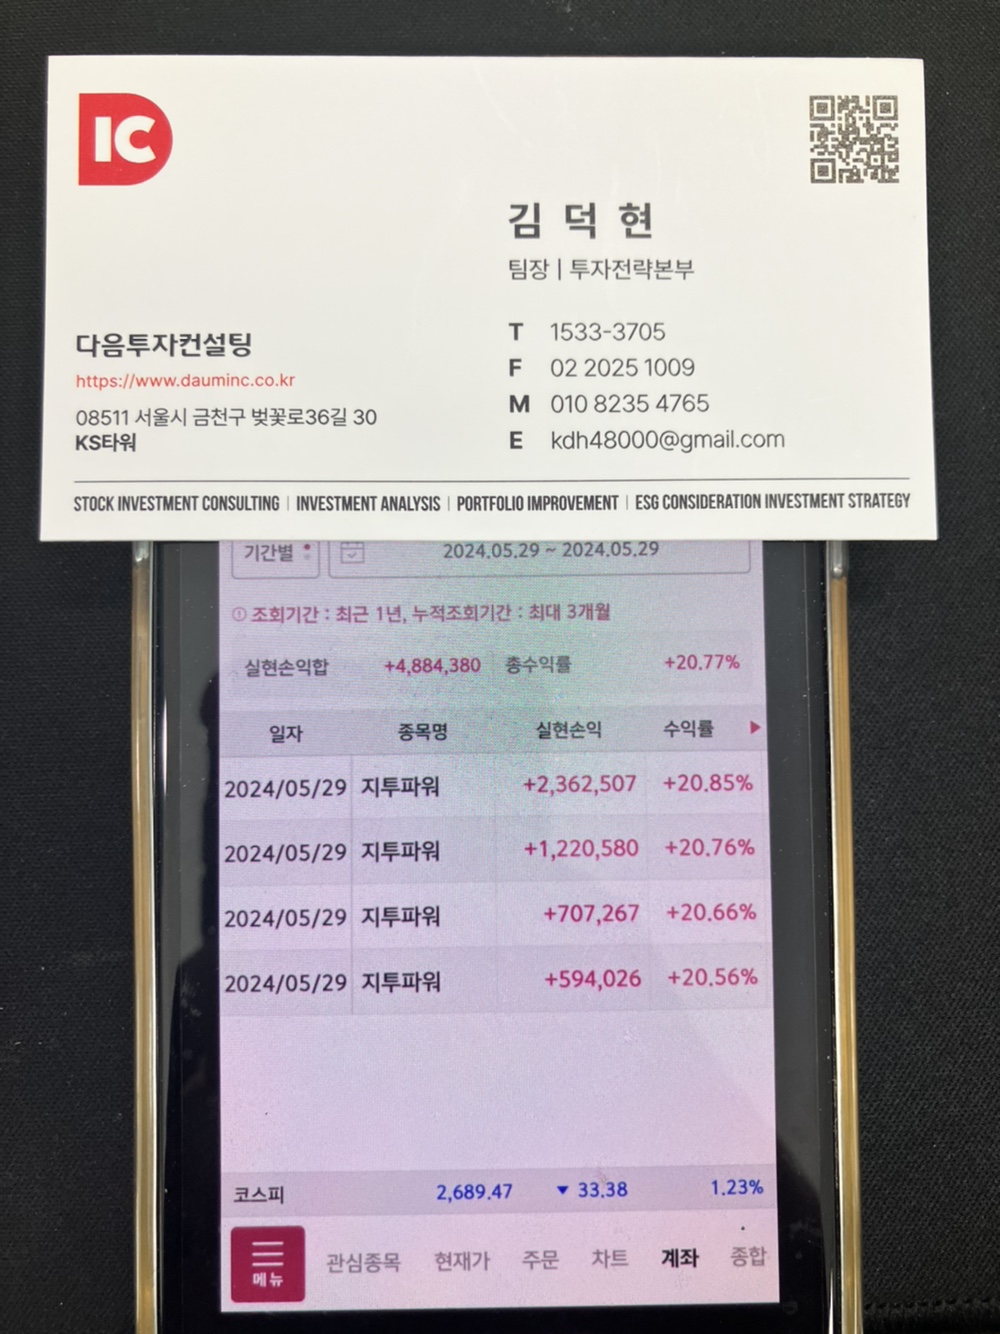 IC
김덕현
팀장 | 투자전략본부
다음투자컨설팅
https://www.dauminc.co.kr
08511 서울시 금천구 벚꽃로36길 30
KS타워
T 1533-3705
F 02 2025 1009
M 010 8235 4765
E kdh48000@gmail.com
STOCK INVESTMENT CONSULTING | INVESTMENT ANALYSIS | PORTFOLIO IMPROVEMENT | ESG CONSIDERATION INVESTMENT STRATEGY
기간별 2024.05.29 ~ 2024.05.29
조회기간 : 최근 1년, 누적조회기간 : 최대 3개월
실현손익합 +4,884,380 총수익률 +20.77%
일자 종목명 실현손익 수익률
2024/05/29 지투파워 +2,362,507 +20.85%
2024/05/29 지투파워 +1,220,580 +20.76%
2024/05/29 지투파워 +707,267 +20.66%
2024/05/29 지투파워 +594,026 +20.56%
코스피 2,689.47 ▼ 33.38 1.23%
메뉴 관심종목 현재가 주문 차트 계좌 종합